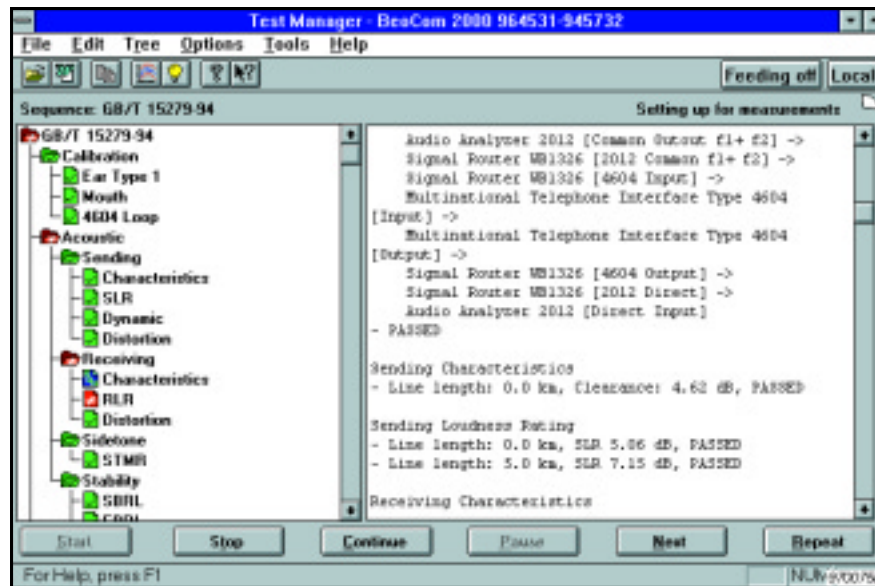 Test Manager - BeoCom 2000 964531-945732
File Edit Tree Options Tools Help
Feeding off Local
Sequence: GB/T 15279-94
Setting up for measurements
GB/T 15279-94
Calibration
Ear Type 1
Mouth
4604 Loop
Acoustic
Sending
Characteristics
SLR
Dynamic
Distortion
Receiving
Characteristics
RLR
Distortion
Sidetone
STMR
Stability
SBRL
Audio Analyzer 2012 [Common Output f1+ f2] ->
Signal Router WB1326 [2012 Common f1+ f2] ->
Signal Router WB1326 [4604 Input] ->
Multinational Telephone Interface Type 4604
[Input] ->
Multinational Telephone Interface Type 4604
[Output] ->
Signal Router WB1326 [4604 Output] ->
Signal Router WB1326 [2012 Direct] ->
Audio Analyzer 2012 [Direct Input]
- PASSED
Sending Characteristics
- Line length: 0.0 km, Clearance: 4.62 dB, PASSED
Sending Loudness Rating
- Line length: 0.0 km, SLR 5.06 dB, PASSED
- Line length: 5.0 km, SLR 7.15 dB, PASSED
Receiving Characteristics
Start Stop Continue Pause Next Repeat
For Help, press F1
NUM